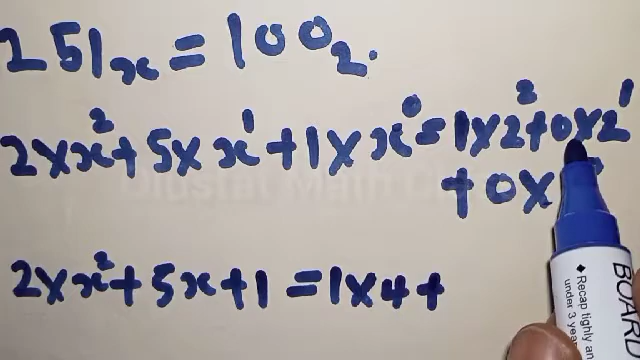 251ₓ = 100₂.
2×x²+5×x¹+1×x⁰=1×2²+0×2¹
+0×
2×x²+5x+1=1×4+
BOARD
◆ Recap tighly an
under 3 yea